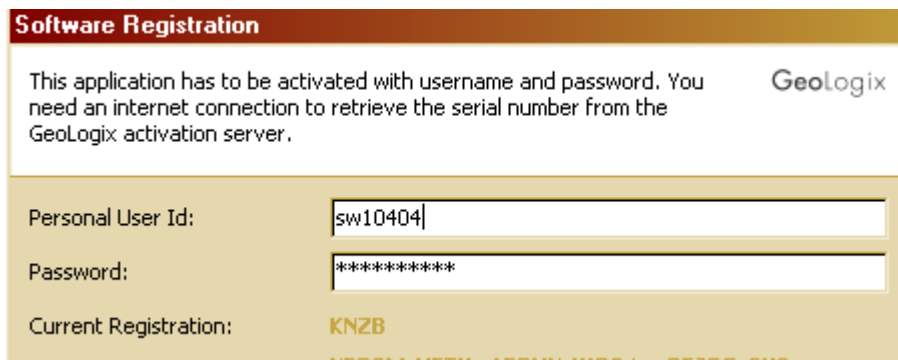 Software Registration
This application has to be activated with username and password. You
need an internet connection to retrieve the serial number from the
GeoLogix activation server.
GeoLogix
Personal User Id:
sw10404
Password:
**********
Current Registration:
KNZB